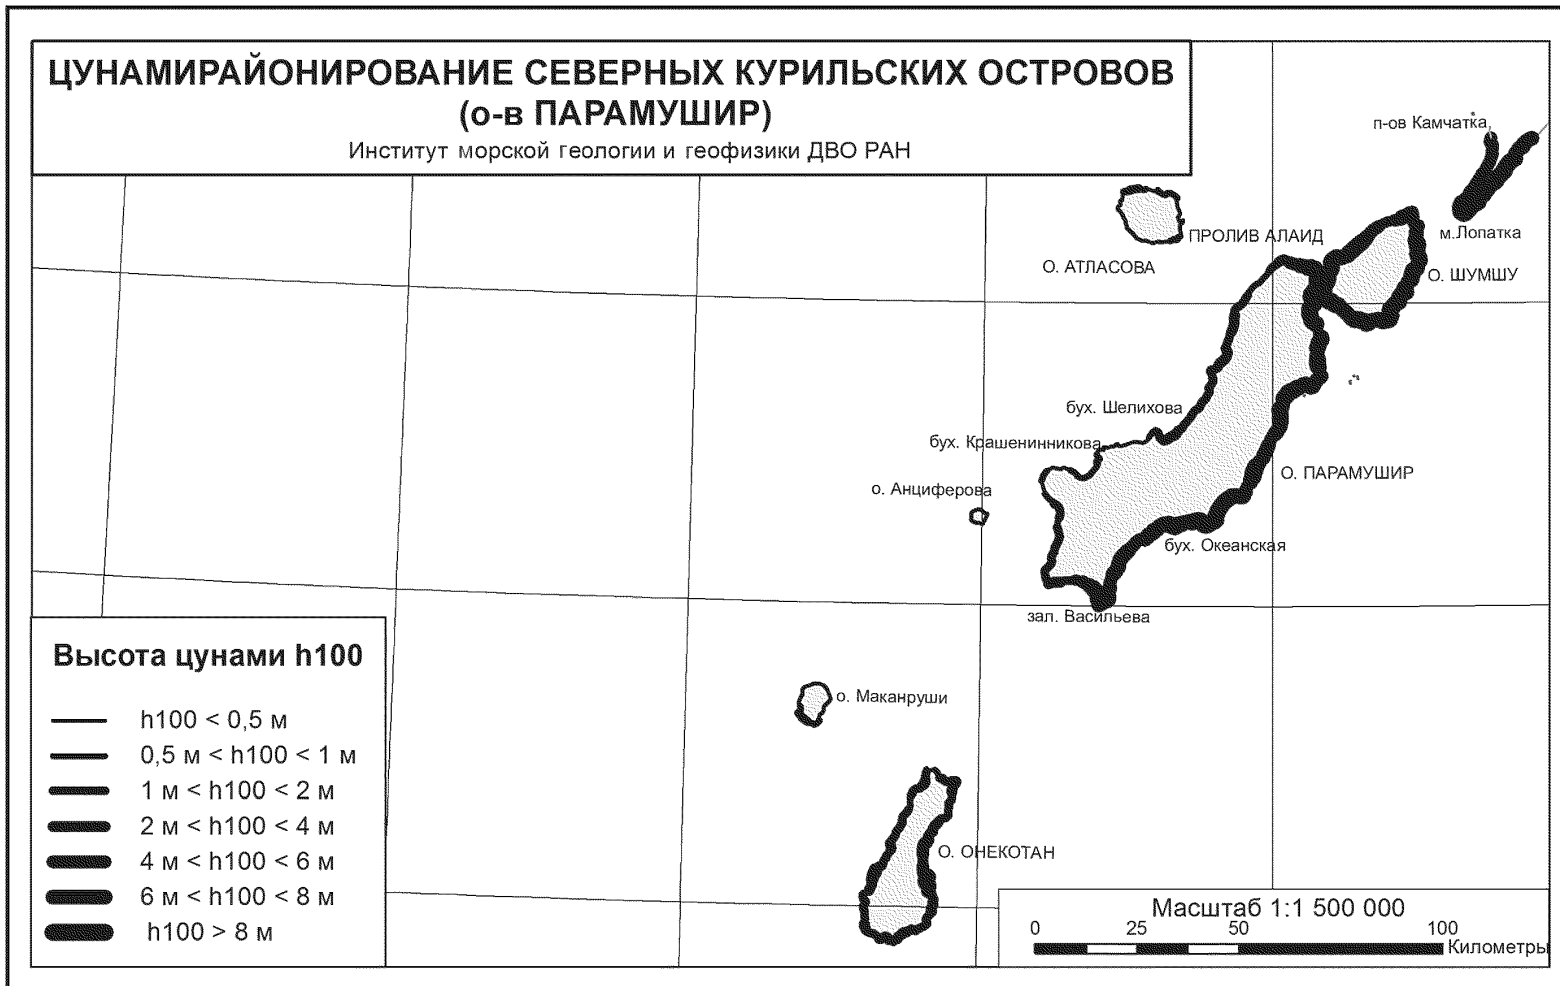 ЦУНАМИРАЙОНИРОВАНИЕ СЕВЕРНЫХ КУРИЛЬСКИХ ОСТРОВОВ
(о-в ПАРАМУШИР)
Институт морской геологии и геофизики ДВО РАН
п-ов Камчатка
м.Лопатка
ПРОЛИВ АЛАИД
О. АТЛАСОВА
О. ШУМШУ
бух. Шелихова
бух. Крашенинникова
О. ПАРАМУШИР
о. Анциферова
бух. Океанская
зал. Васильева
о. Маканруши
О. ОНЕКОТАН
Высота цунами h100
h100 < 0,5 м
0,5 м < h100 < 1 м
1 м < h100 < 2 м
2 м < h100 < 4 м
4 м < h100 < 6 м
6 м < h100 < 8 м
h100 > 8 м
Масштаб 1:1 500 000
0 25 50 100
Километры